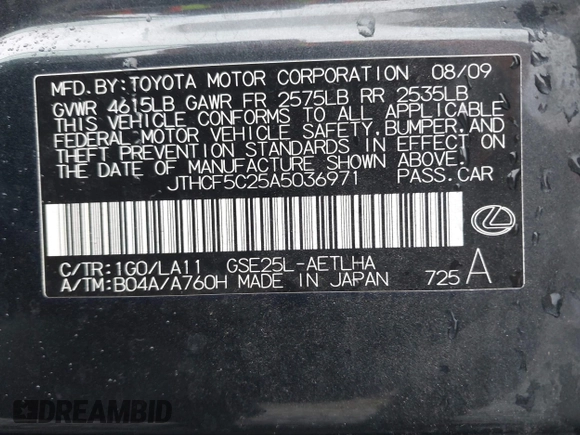 MFD. BY: TOYOTA MOTOR CORPORATION 08/09
GVWR 4615LB GAWR FR 2575LB RR 2535LB
THIS VEHICLE CONFORMS TO ALL APPLICABLE
FEDERAL MOTOR VEHICLE SAFETY, BUMPER, AND
THEFT PREVENTION STANDARDS IN EFFECT ON
THE DATE OF MANUFACTURE SHOWN ABOVE.
JTHCF5C25A5036971 PASS. CAR
C/TR: 1G0/LA11 GSE25L-AETLHA
A/TM: B04A/A760H MADE IN JAPAN 725 A
DREAMBID